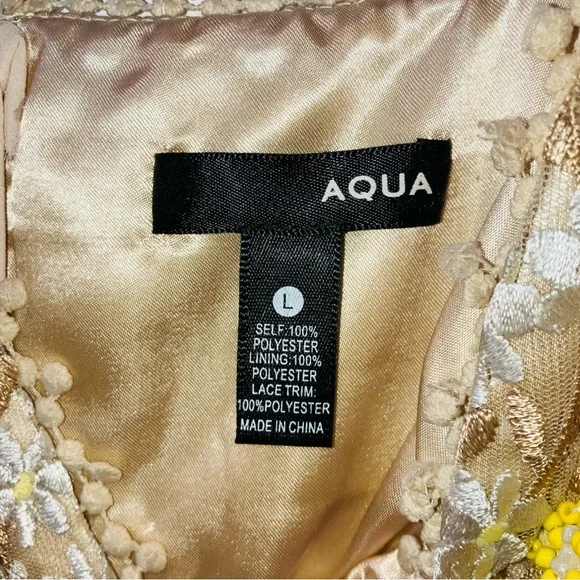 AQUA
L
SELF:100%
POLYESTER
LINING:100%
POLYESTER
LACE TRIM:
100%POLYESTER
MADE IN CHINA